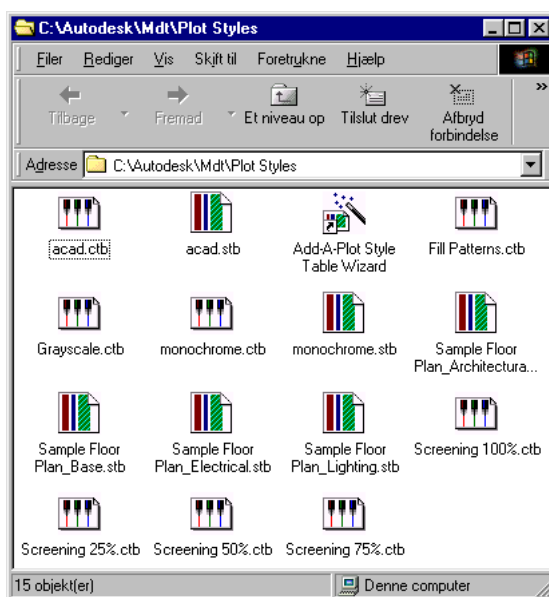 C:\Autodesk\Mdt\Plot Styles
Filer Rediger Vis Skift til Foretrukne Hjælp
Tilbage Fremad Et niveau op Tilslut drev Afbryd forbindelse »
Adresse C:\Autodesk\Mdt\Plot Styles
acad.ctb
acad.stb
Add-A-Plot Style
Table Wizard
Fill Patterns.ctb
Grayscale.ctb
monochrome.ctb
monochrome.stb
Sample Floor
Plan_Architectura...
Sample Floor
Plan_Base.stb
Sample Floor
Plan_Electrical.stb
Sample Floor
Plan_Lighting.stb
Screening 100%.ctb
Screening 25%.ctb
Screening 50%.ctb
Screening 75%.ctb
15 objekt(er)
Denne computer